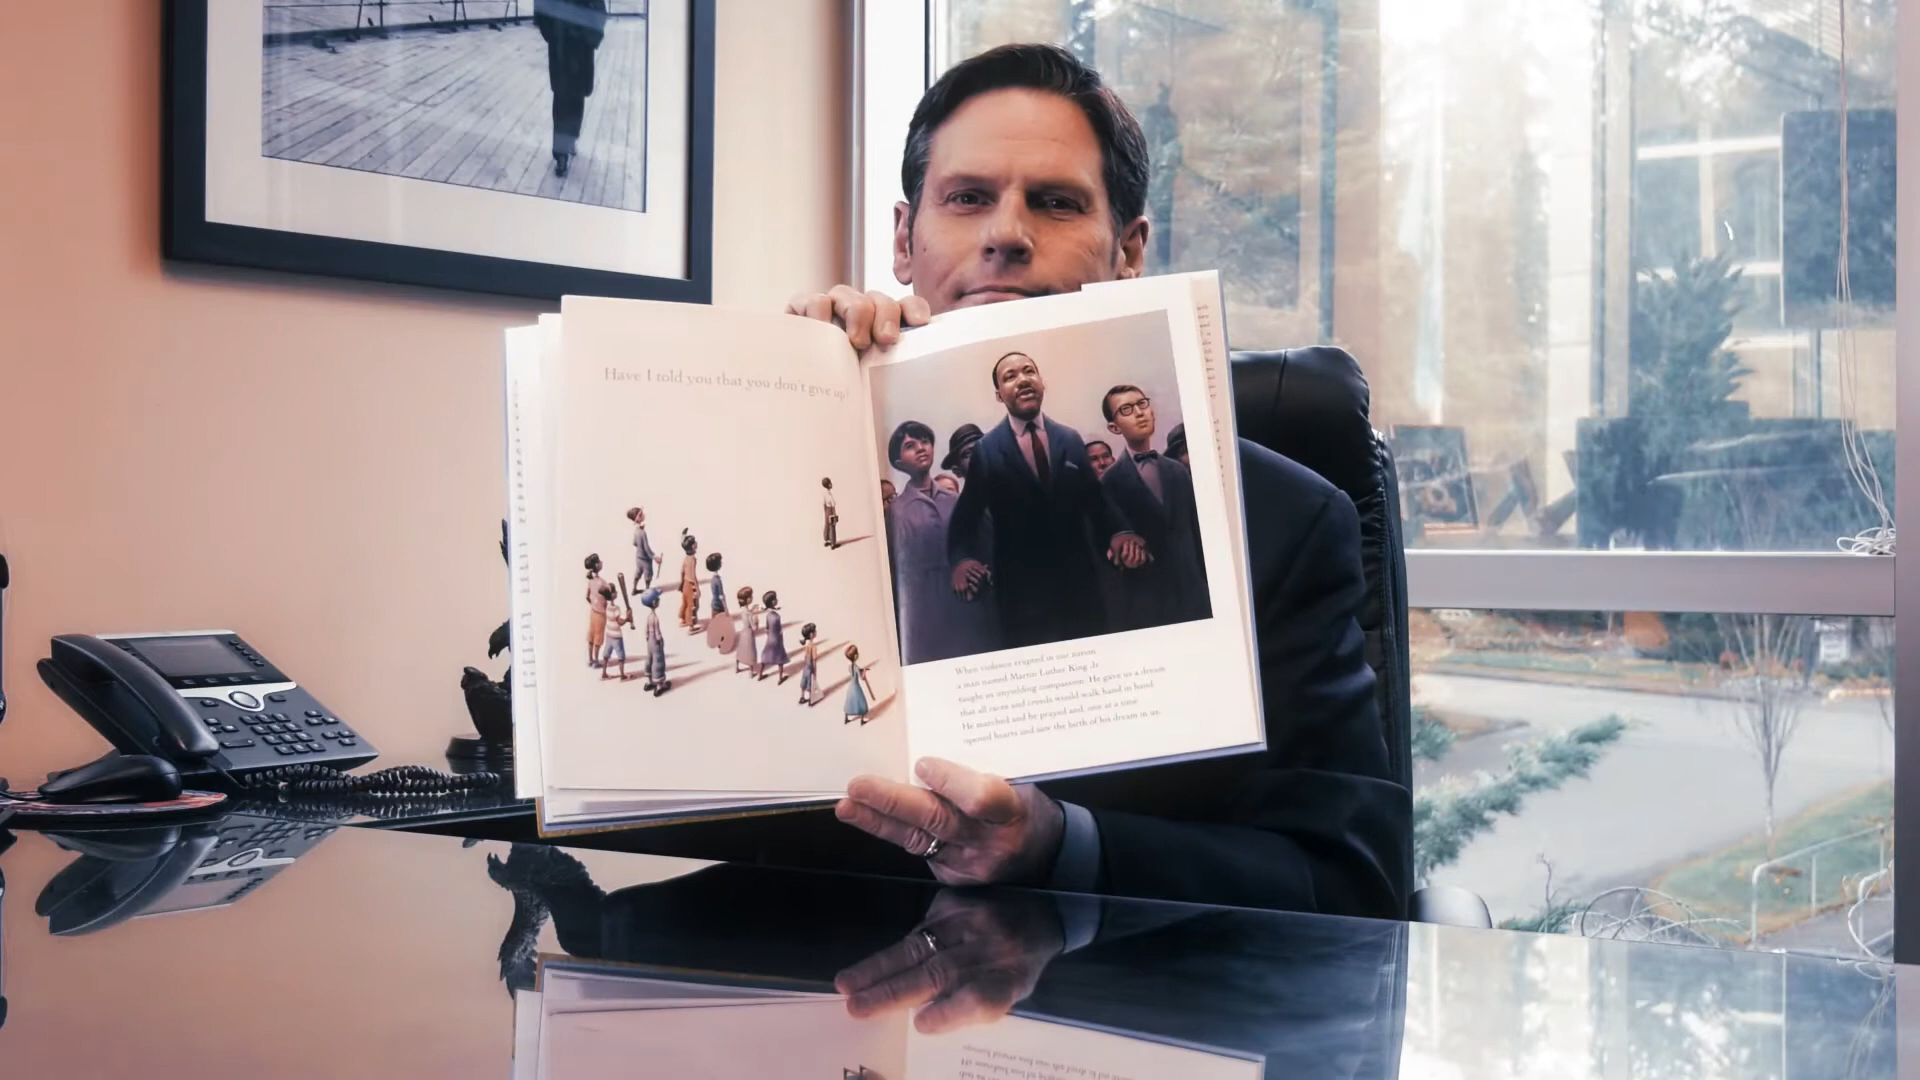 Have I told you that you don't give up?
When violence erupted in our nation
a man named Martin Luther King Jr.
taught us unyielding compassion. He gave us a dream
that all races and creeds would walk hand in hand.
He marched and he prayed and, one at a time
opened hearts and saw the birth of his dream in us.